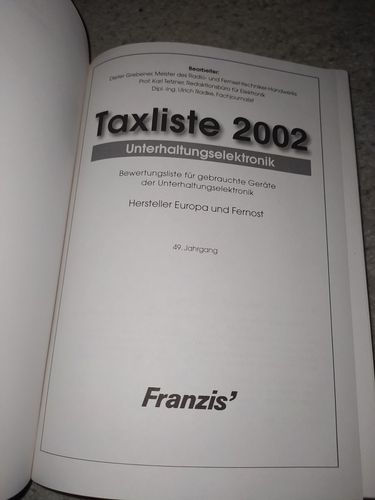 Bearbeiter:
Dieter Grebener, Meister des Radio- und Fernsehtechniker-Handwerks
Prof. Karl Tetzner, Redaktionsbüro für Elektronik
Dipl.-Ing. Ulrich Radke, Fachjournalist
Taxliste 2002
Unterhaltungselektronik
Bewertungsliste für gebrauchte Geräte
der Unterhaltungselektronik
Hersteller Europa und Fernost
49. Jahrgang
Franzis’